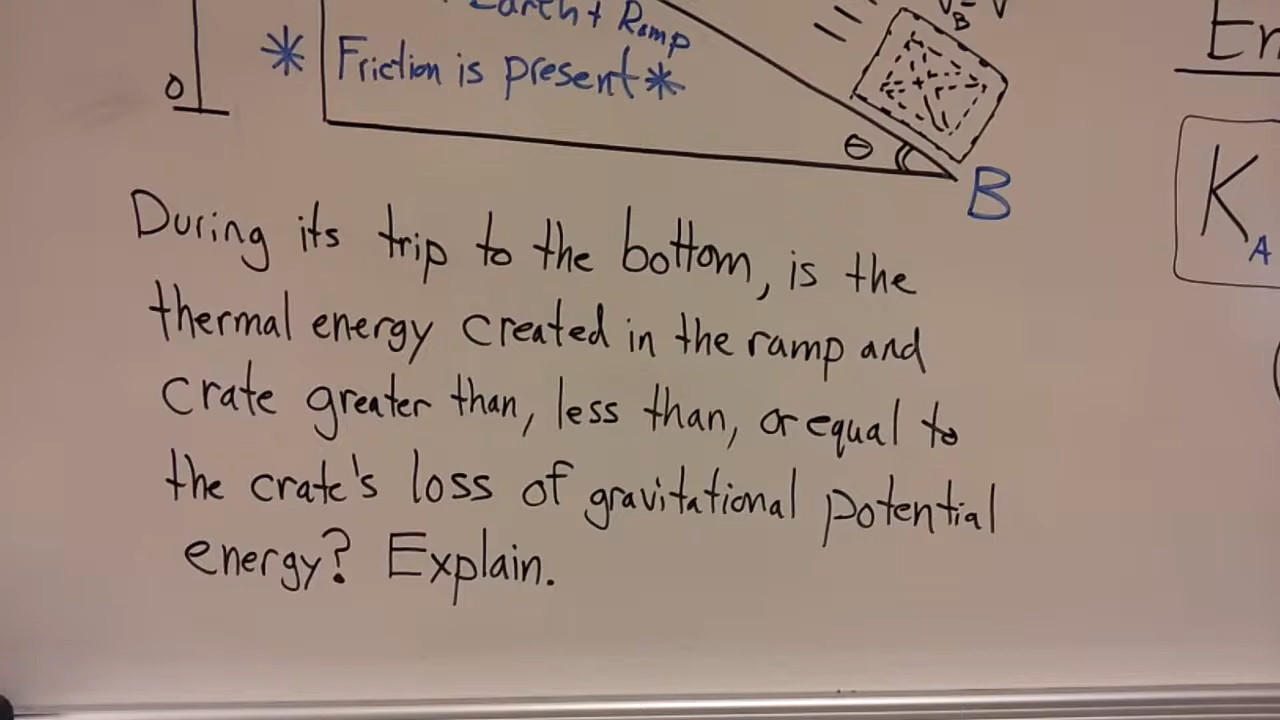 Earth + Ramp
* Friction is present *
0
θ
B
During its trip to the bottom, is the
thermal energy created in the ramp and
crate greater than, less than, or equal to
the crate's loss of gravitational potential
energy? Explain.
K_A